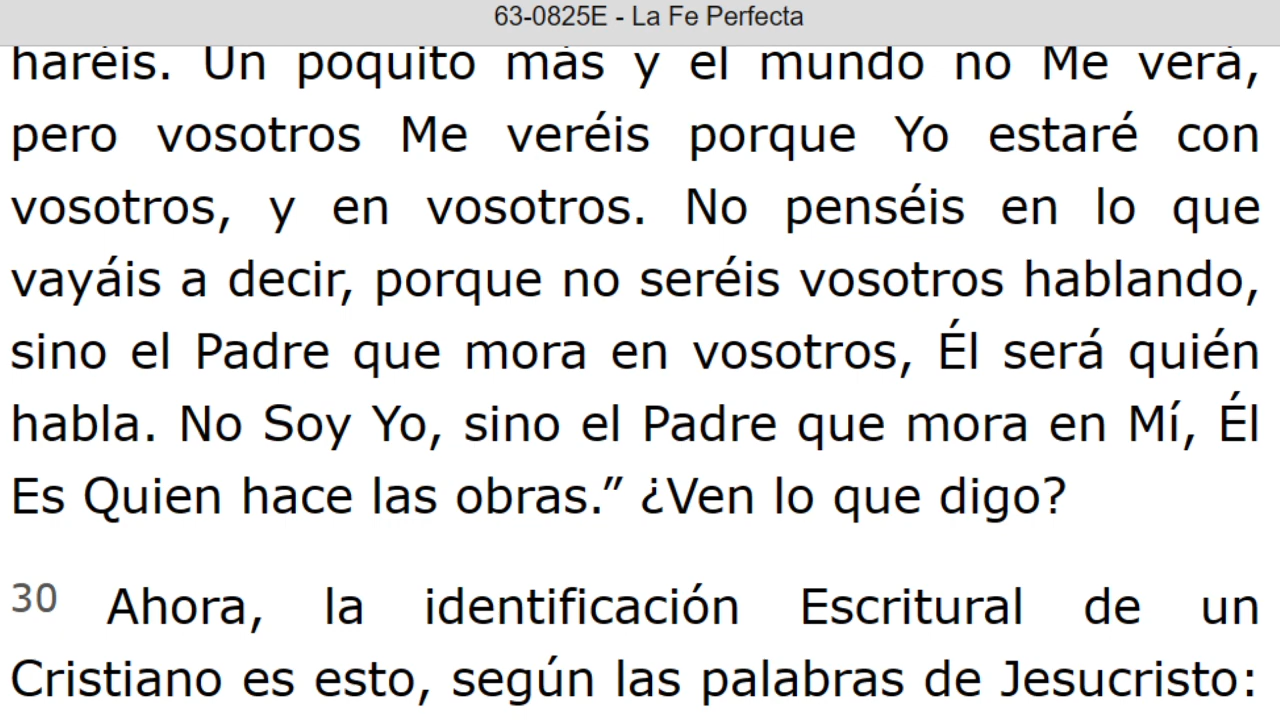 63-0825E - La Fe Perfecta
haréis. Un poquito más y el mundo no Me verá,
pero vosotros Me veréis porque Yo estaré con
vosotros, y en vosotros. No penséis en lo que
vayáis a decir, porque no seréis vosotros hablando,
sino el Padre que mora en vosotros, Él será quién
habla. No Soy Yo, sino el Padre que mora en Mí, Él
Es Quien hace las obras.” ¿Ven lo que digo?
30 Ahora, la identificación Escritural de un
Cristiano es esto, según las palabras de Jesucristo: